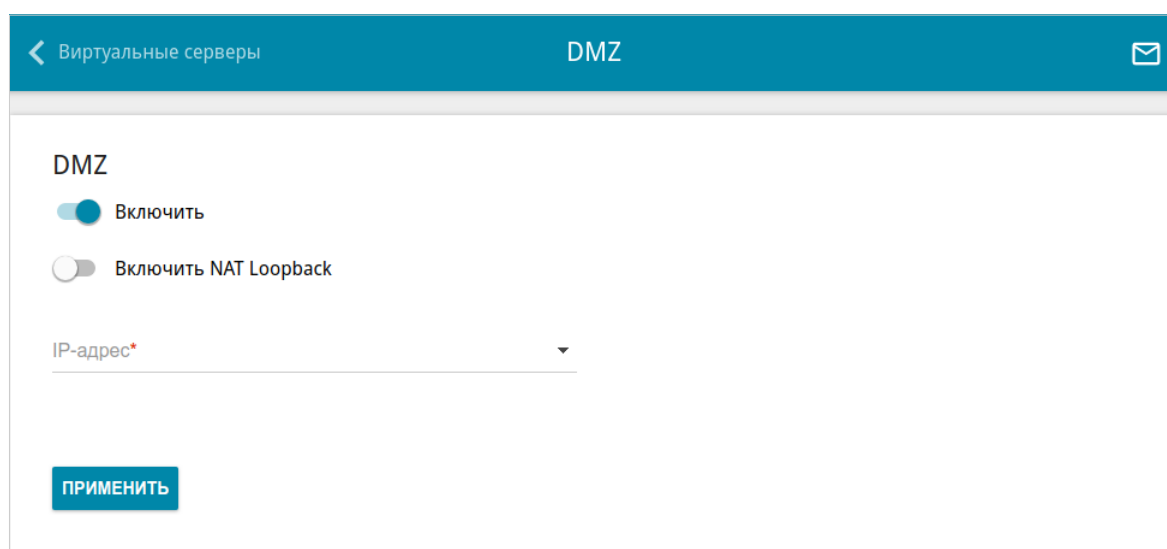 Виртуальные серверы
DMZ
DMZ
Включить
Включить NAT Loopback
IP-адрес*
ПРИМЕНИТЬ